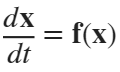 d𝐱/dt = 𝐟(𝐱)